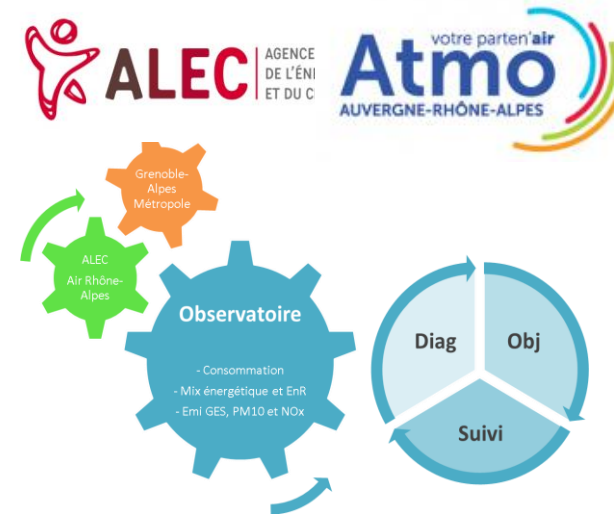 ALEC
AGENCE
DE L'ÉN
ET DU C
votre parten'air
Atmo
AUVERGNE-RHÔNE-ALPES
Grenoble-
Alpes
Métropole
ALEC
Air Rhône-
Alpes
Observatoire
- Consommation
- Mix énergétique et EnR
- Emi GES, PM10 et NOx
Diag
Obj
Suivi